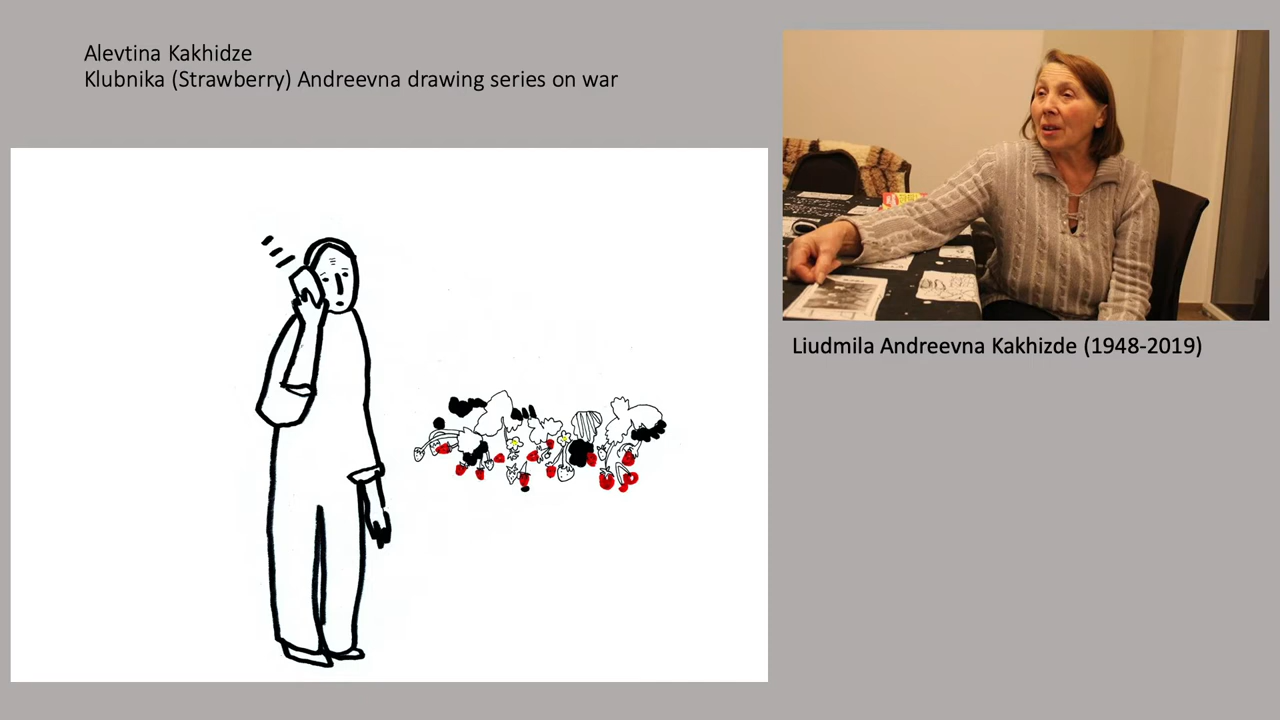 Alevtina Kakhidze
Klubnika (Strawberry) Andreevna drawing series on war
Liudmila Andreevna Kakhizde (1948-2019)